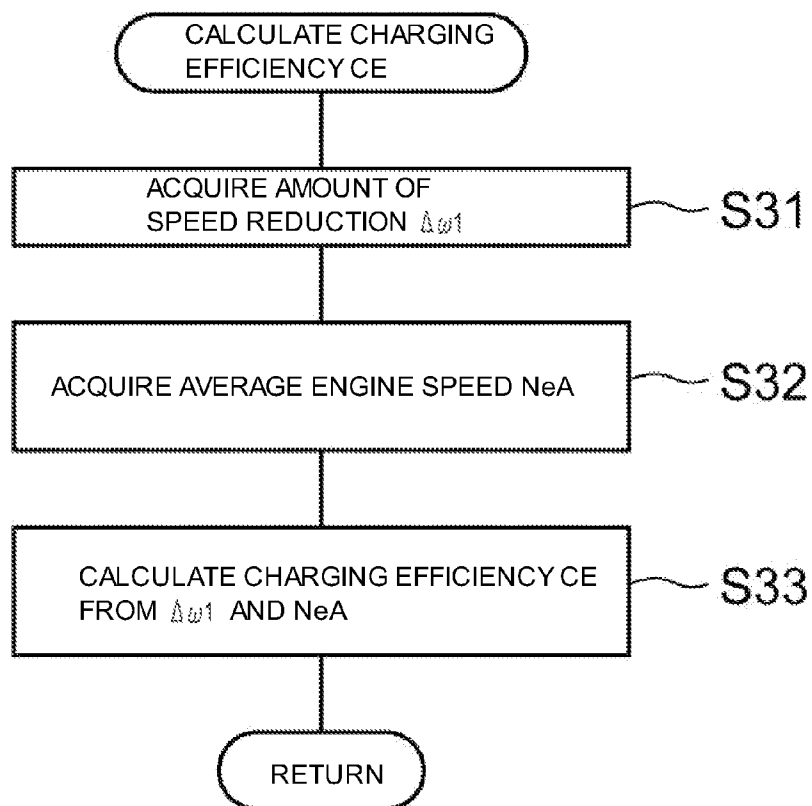 CALCULATE CHARGING
EFFICIENCY CE
ACQUIRE AMOUNT OF
SPEED REDUCTION Δω1
S31
ACQUIRE AVERAGE ENGINE SPEED NeA
S32
CALCULATE CHARGING EFFICIENCY CE
FROM Δω1 AND NeA
S33
RETURN